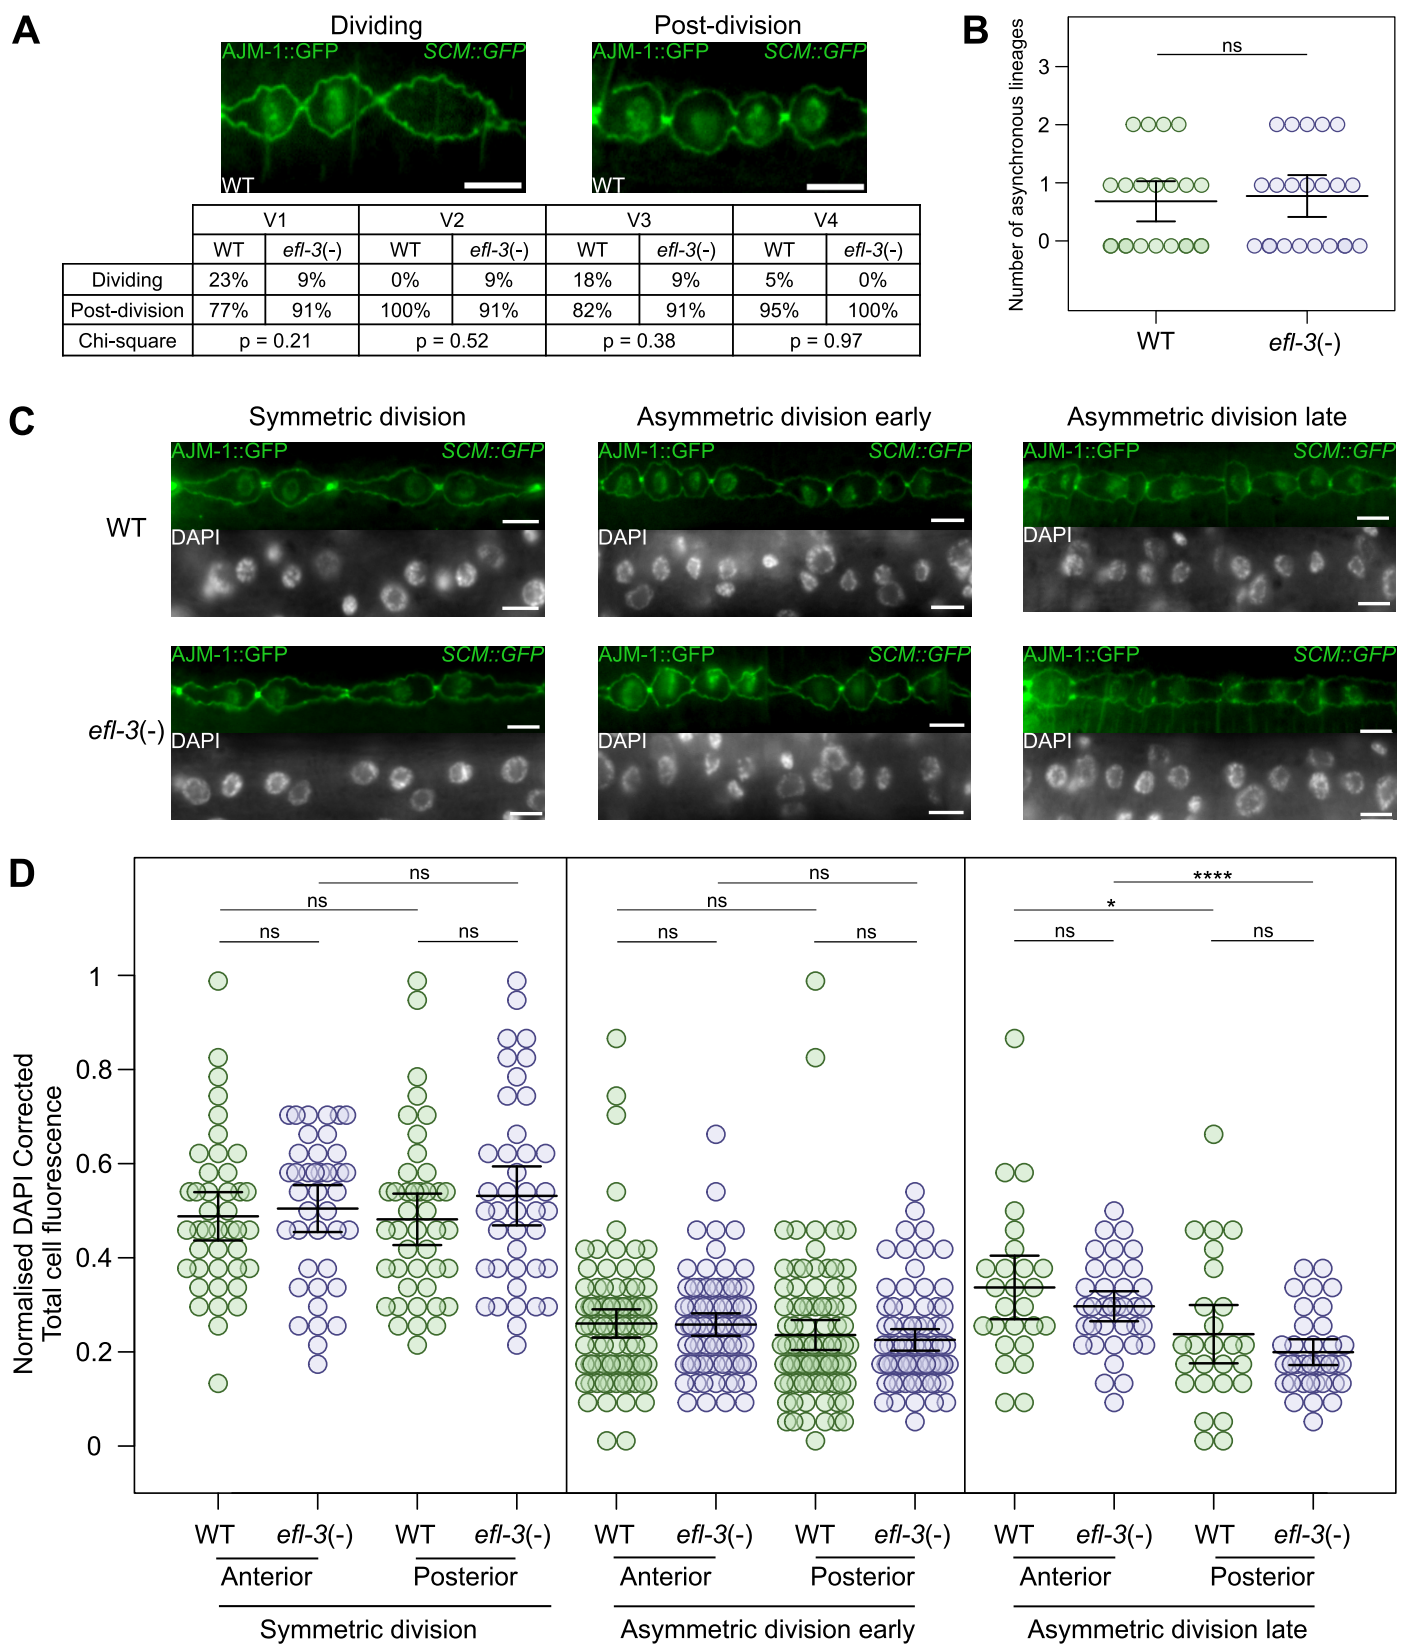 A
Dividing
Post-division
AJM-1::GFP
SCM::GFP
WT
AJM-1::GFP
SCM::GFP
WT
V1 V2 V3 V4
WT efl-3(-) WT efl-3(-) WT efl-3(-) WT efl-3(-)
Dividing 23% 9% 0% 9% 18% 9% 5% 0%
Post-division 77% 91% 100% 91% 82% 91% 95% 100%
Chi-square p = 0.21 p = 0.52 p = 0.38 p = 0.97
B
Number of asynchronous lineages
ns
3
2
1
0
WT efl-3(-)
C
Symmetric division
Asymmetric division early
Asymmetric division late
WT
AJM-1::GFP SCM::GFP
DAPI
AJM-1::GFP SCM::GFP
DAPI
AJM-1::GFP SCM::GFP
DAPI
efl-3(-)
AJM-1::GFP SCM::GFP
DAPI
AJM-1::GFP SCM::GFP
DAPI
AJM-1::GFP SCM::GFP
DAPI
D
Normalised DAPI Corrected
Total cell fluorescence
ns ns ****
ns ns *
ns ns ns ns ns ns
1
0.8
0.6
0.4
0.2
0
WT efl-3(-) WT efl-3(-) WT efl-3(-) WT efl-3(-) WT efl-3(-) WT efl-3(-)
Anterior Posterior Anterior Posterior Anterior Posterior
Symmetric division Asymmetric division early Asymmetric division late